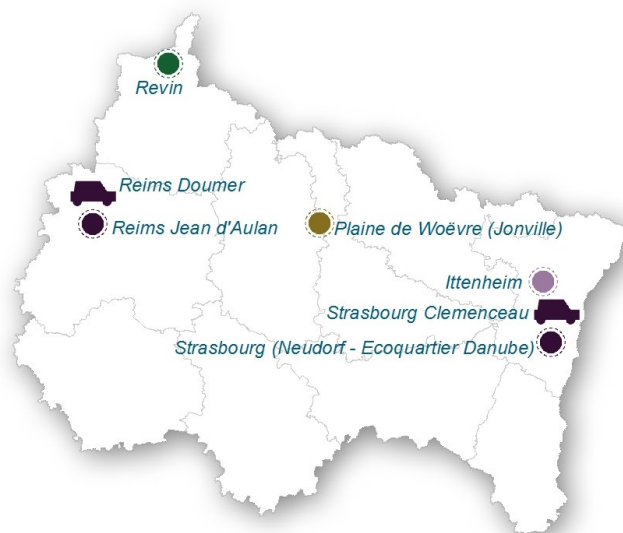 Revin
Reims Doumer
Reims Jean d'Aulan
Plaine de Woëvre (Jonville)
Ittenheim
Strasbourg Clemenceau
Strasbourg (Neudorf - Ecoquartier Danube)